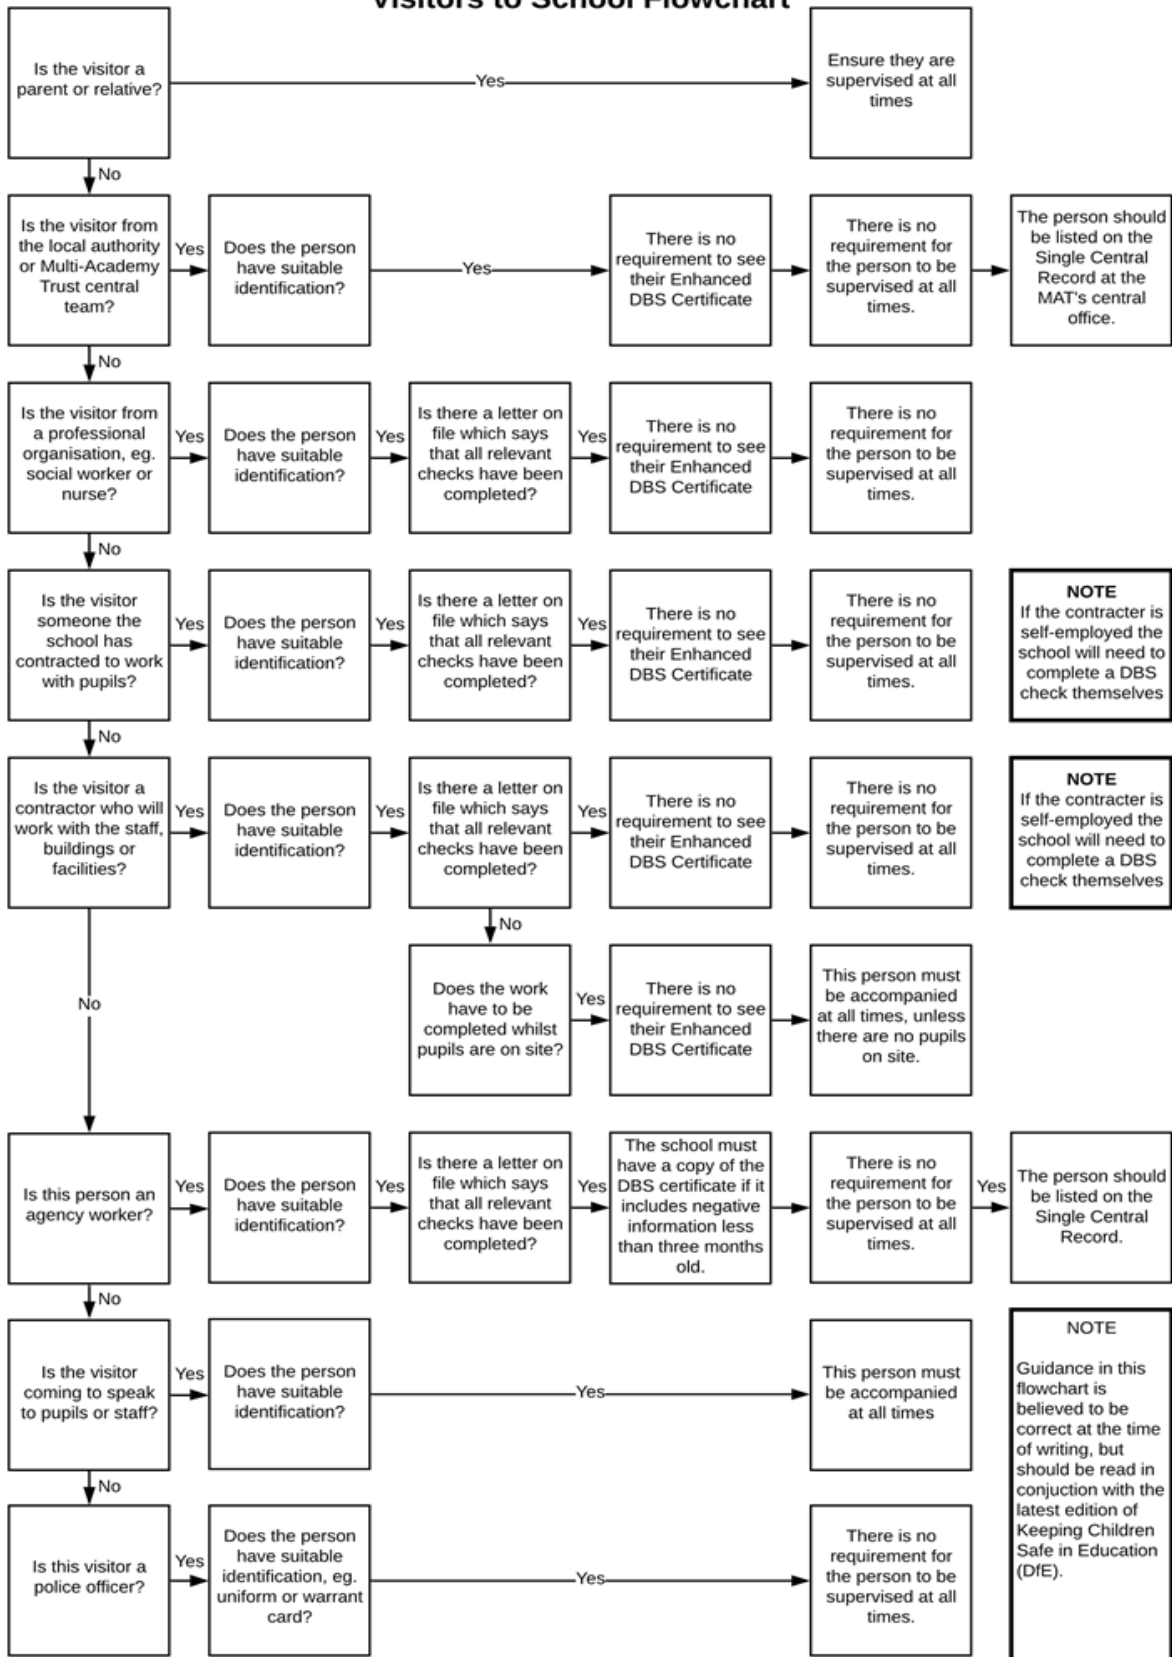 Visitors to School Flowchart
Is the visitor a
parent or relative?
Yes
Ensure they are
supervised at all
times
No
Is the visitor from
the local authority
or Multi-Academy
Trust central
team?
Yes
Does the person
have suitable
identification?
Yes
There is no
requirement to see
their Enhanced
DBS Certificate
There is no
requirement for
the person to be
supervised at all
times.
The person should
be listed on the
Single Central
Record at the
MAT's central
office.
No
Is the visitor from
a professional
organisation, eg.
social worker or
nurse?
Yes
Does the person
have suitable
identification?
Yes
Is there a letter on
file which says
that all relevant
checks have been
completed?
Yes
There is no
requirement to see
their Enhanced
DBS Certificate
There is no
requirement for
the person to be
supervised at all
times.
No
Is the visitor
someone the
school has
contracted to work
with pupils?
Yes
Does the person
have suitable
identification?
Yes
Is there a letter on
file which says
that all relevant
checks have been
completed?
Yes
There is no
requirement to see
their Enhanced
DBS Certificate
There is no
requirement for
the person to be
supervised at all
times.
NOTE
If the contracter is
self-employed the
school will need to
complete a DBS
check themselves
No
Is the visitor a
contractor who will
work with the staff,
buildings or
facilities?
Yes
Does the person
have suitable
identification?
Yes
Is there a letter on
file which says
that all relevant
checks have been
completed?
Yes
There is no
requirement to see
their Enhanced
DBS Certificate
There is no
requirement for
the person to be
supervised at all
times.
NOTE
If the contracter is
self-employed the
school will need to
complete a DBS
check themselves
No
Does the work
have to be
completed whilst
pupils are on site?
Yes
There is no
requirement to see
their Enhanced
DBS Certificate
This person must
be accompanied
at all times, unless
there are no pupils
on site.
No
Is this person an
agency worker?
Yes
Does the person
have suitable
identification?
Yes
Is there a letter on
file which says
that all relevant
checks have been
completed?
Yes
The school must
have a copy of the
DBS certificate if it
includes negative
information less
than three months
old.
There is no
requirement for
the person to be
supervised at all
times.
Yes
The person should
be listed on the
Single Central
Record.
No
Is the visitor
coming to speak
to pupils or staff?
Yes
Does the person
have suitable
identification?
Yes
This person must
be accompanied
at all times
NOTE
Guidance in this
flowchart is
believed to be
correct at the time
of writing, but
should be read in
conjuction with the
latest edition of
Keeping Children
Safe in Education
(DfE).
No
Is this visitor a
police officer?
Yes
Does the person
have suitable
identification, eg.
uniform or warrant
card?
Yes
There is no
requirement for
the person to be
supervised at all
times.